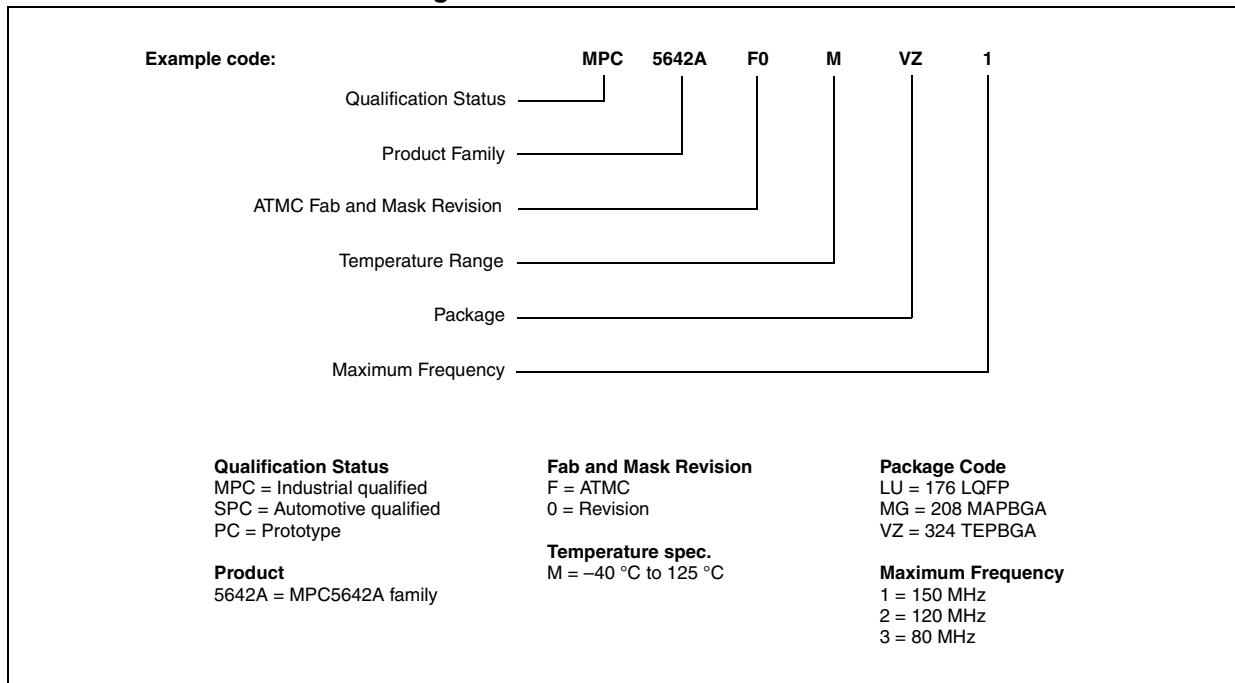 Example code: MPC 5642A F0 M VZ 1
Qualification Status
Product Family
ATMC Fab and Mask Revision
Temperature Range
Package
Maximum Frequency
Qualification Status
MPC = Industrial qualified
SPC = Automotive qualified
PC = Prototype
Product
5642A = MPC5642A family
Fab and Mask Revision
F = ATMC
0 = Revision
Temperature spec.
M = –40 °C to 125 °C
Package Code
LU = 176 LQFP
MG = 208 MAPBGA
VZ = 324 TEPBGA
Maximum Frequency
1 = 150 MHz
2 = 120 MHz
3 = 80 MHz